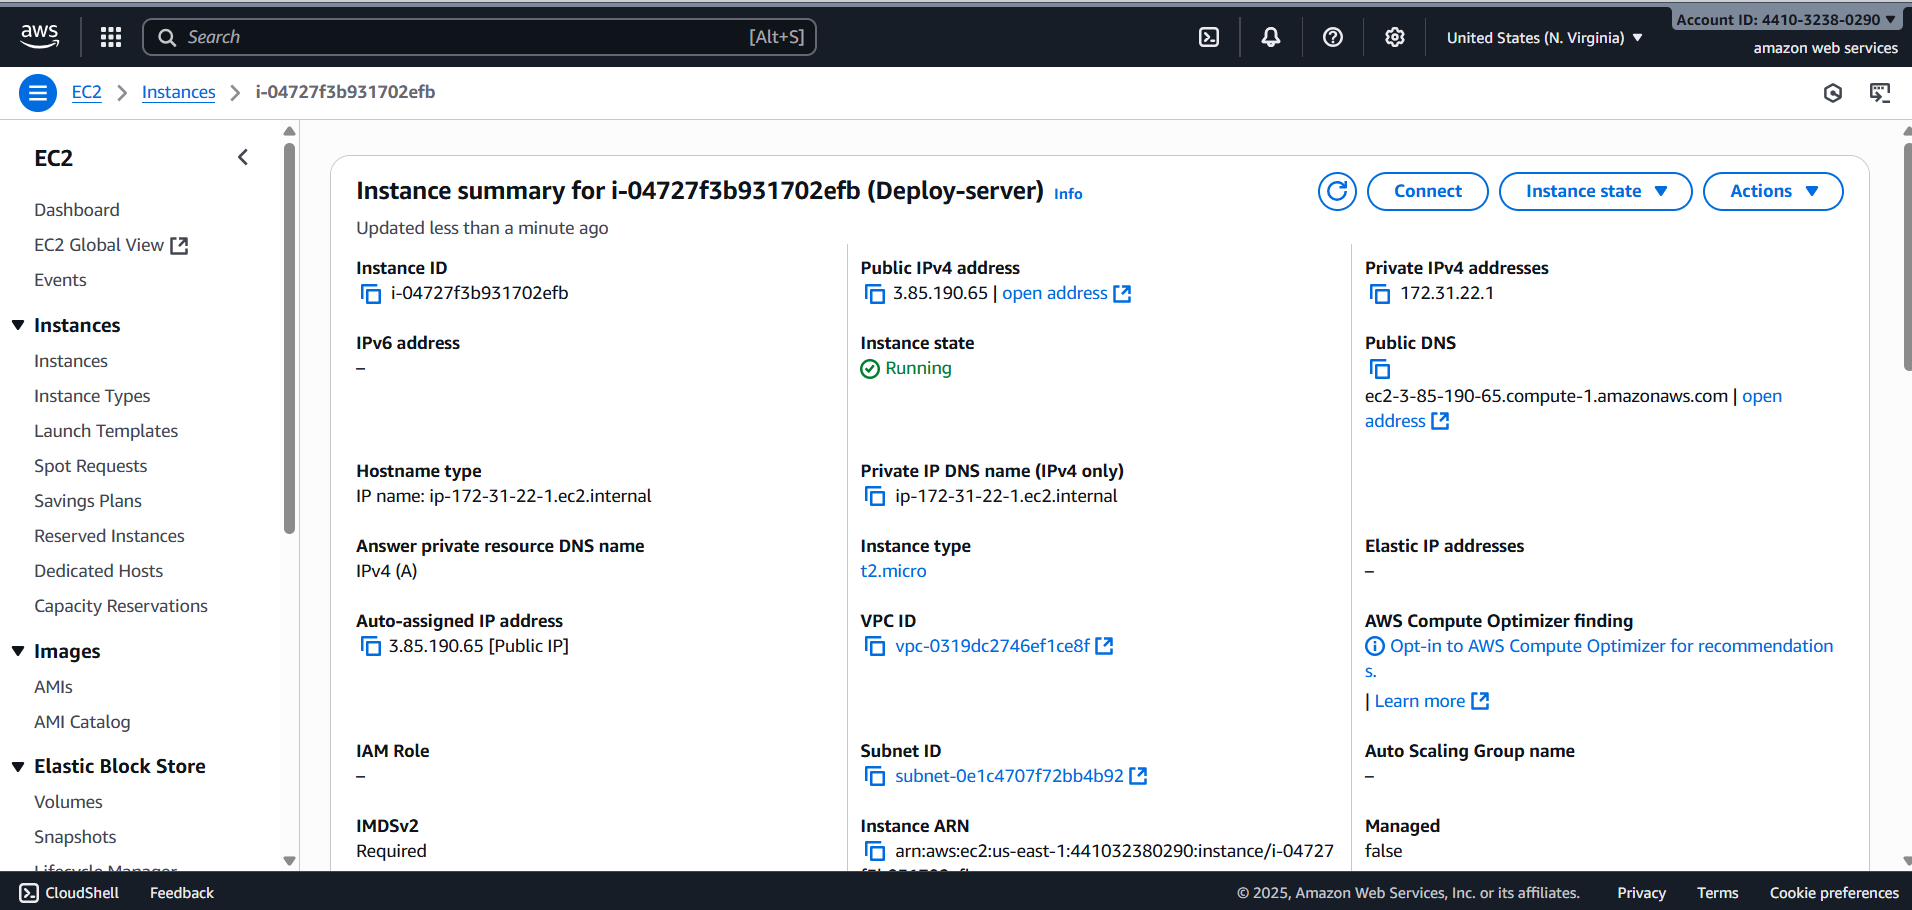 aws
Search [Alt+S]
United States (N. Virginia)
Account ID: 4410-3238-0290
amazon web services
EC2 Instances i-04727f3b931702efb
EC2
Dashboard
EC2 Global View
Events
Instances
Instances
Instance Types
Launch Templates
Spot Requests
Savings Plans
Reserved Instances
Dedicated Hosts
Capacity Reservations
Images
AMIs
AMI Catalog
Elastic Block Store
Volumes
Snapshots
Lifecycle Manager
Instance summary for i-04727f3b931702efb (Deploy-server) Info
Updated less than a minute ago
Connect
Instance state
Actions
Instance ID
i-04727f3b931702efb
Public IPv4 address
3.85.190.65 | open address
Private IPv4 addresses
172.31.22.1
IPv6 address
–
Instance state
Running
Public DNS
ec2-3-85-190-65.compute-1.amazonaws.com | open
address
Hostname type
IP name: ip-172-31-22-1.ec2.internal
Private IP DNS name (IPv4 only)
ip-172-31-22-1.ec2.internal
Answer private resource DNS name
IPv4 (A)
Instance type
t2.micro
Elastic IP addresses
–
Auto-assigned IP address
3.85.190.65 [Public IP]
VPC ID
vpc-0319dc2746ef1ce8f
AWS Compute Optimizer finding
Opt-in to AWS Compute Optimizer for recommendation
s.
| Learn more
IAM Role
–
Subnet ID
subnet-0e1c4707f72bb4b92
Auto Scaling Group name
–
IMDSv2
Required
Instance ARN
arn:aws:ec2:us-east-1:441032380290:instance/i-04727
Managed
false
CloudShell Feedback
© 2025, Amazon Web Services, Inc. or its affiliates. Privacy Terms Cookie preferences